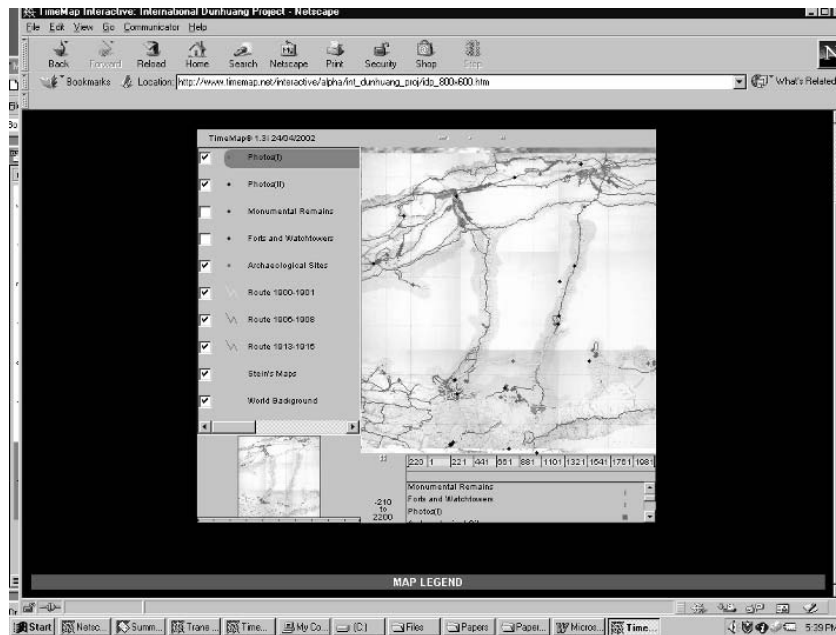 TimeMap Interactive: International Dunhuang Project - Netscape
File Edit View Go Communicator Help
Back Forward Reload Home Search Netscape Print Security Shop Stop
Bookmarks Location: http://www.timemap.net/interactive/alpha/int_dunhuang_proj/idp_800x600.htm What's Related
TimeMap® 1.3| 24/04/2002
Photos(I)
Photos(II)
Monumental Remains
Forts and Watchtowers
Archaeological Sites
Route 1900-1901
Route 1906-1908
Route 1913-1916
Stein's Maps
World Background
220 1 221 441 661 881 1101 1321 1541 1761 1981
-210
to
2200
Monumental Remains
Forts and Watchtowers
Photos(I)
MAP LEGEND
Start Netsc... Summ... Trans... Time... My Co... (C:) Files Papers Paper... Micros... Time... 5:39 P